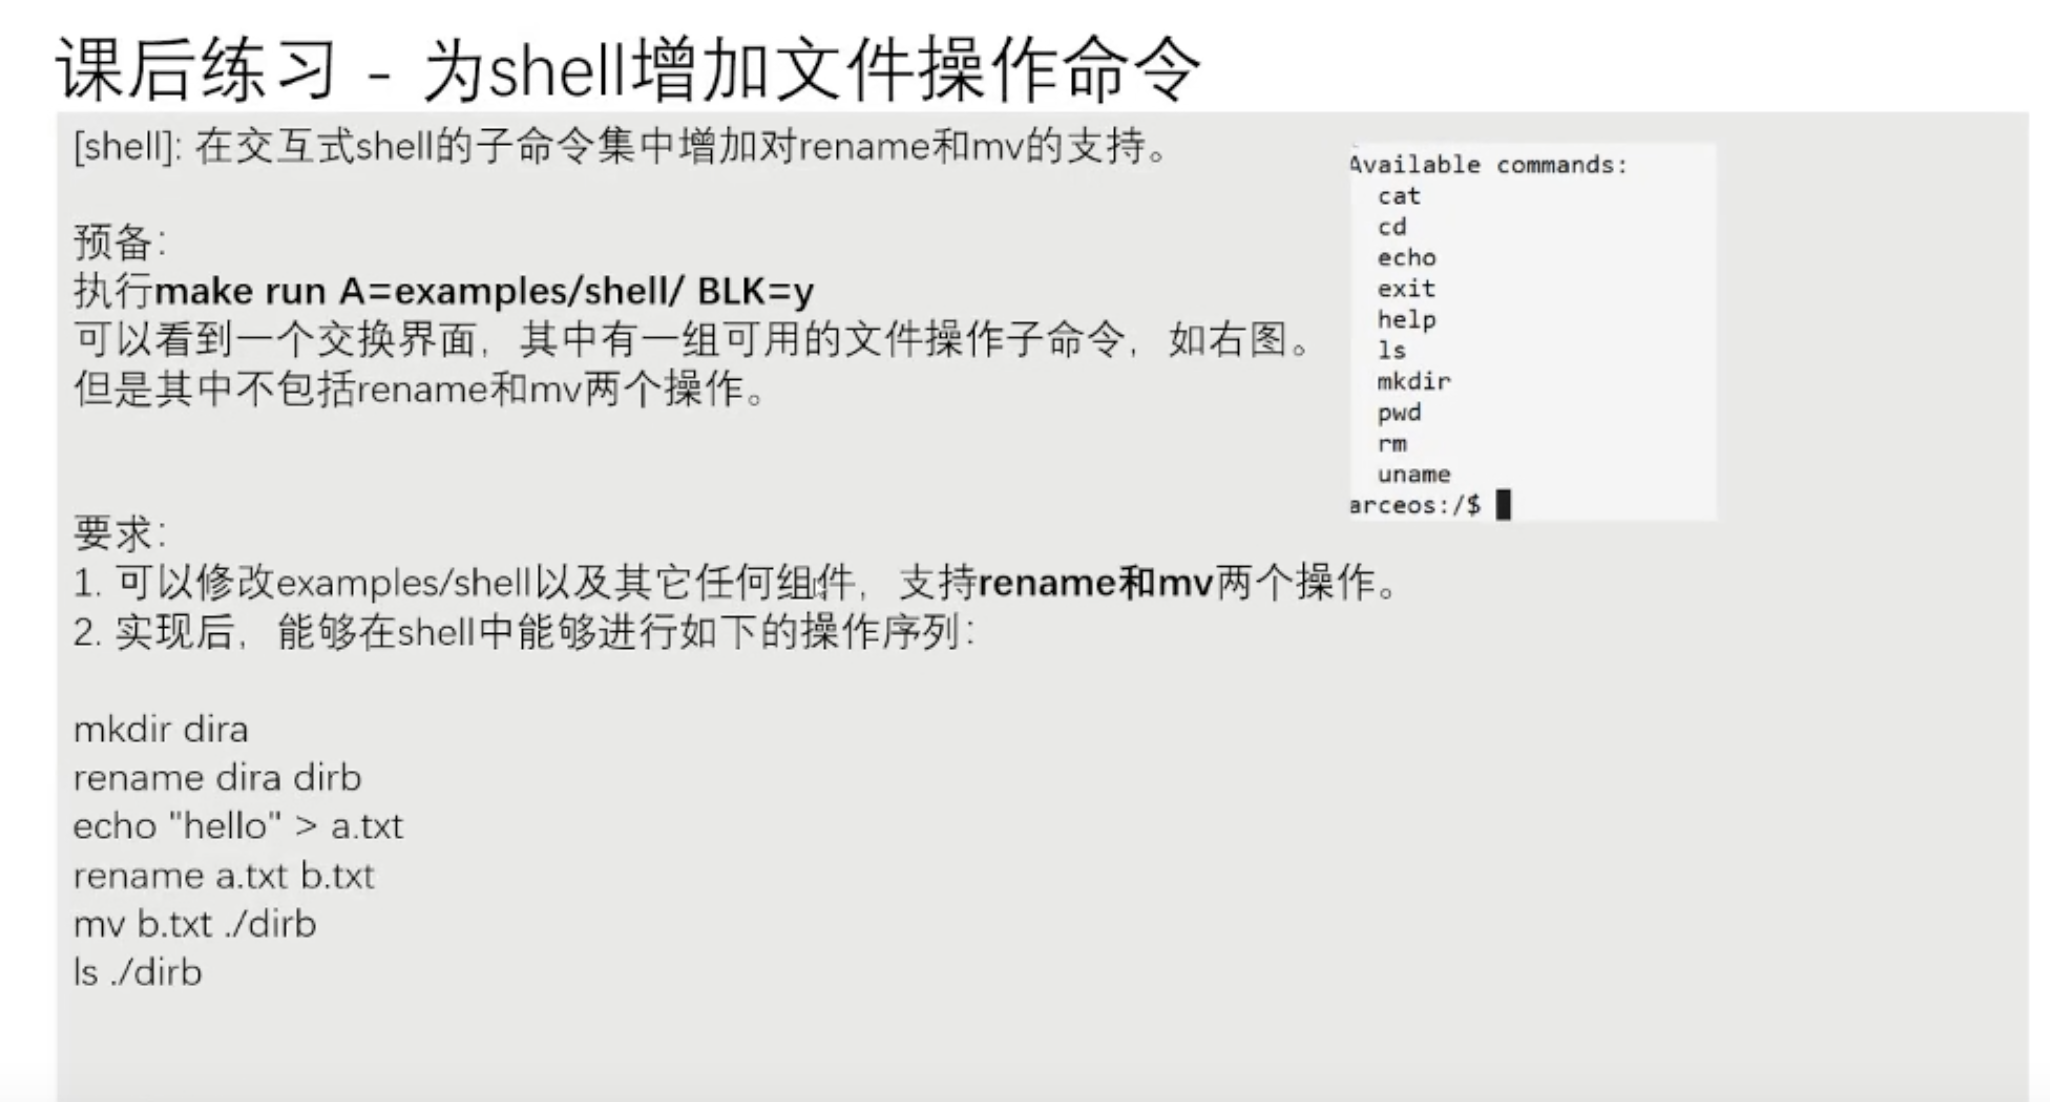 课后练习 - 为shell增加文件操作命令
[shell]: 在交互式shell的子命令集中增加对rename和mv的支持。
预备:
执行make run A=examples/shell/ BLK=y
可以看到一个交换界面，其中有一组可用的文件操作子命令，如右图。
但是其中不包括rename和mv两个操作。
Available commands:
cat
cd
echo
exit
help
ls
mkdir
pwd
rm
uname
arceos:/$
要求:
1. 可以修改examples/shell以及其它任何组件，支持rename和mv两个操作。
2. 实现后，能够在shell中能够进行如下的操作序列:
mkdir dira
rename dira dirb
echo "hello" > a.txt
rename a.txt b.txt
mv b.txt ./dirb
ls ./dirb